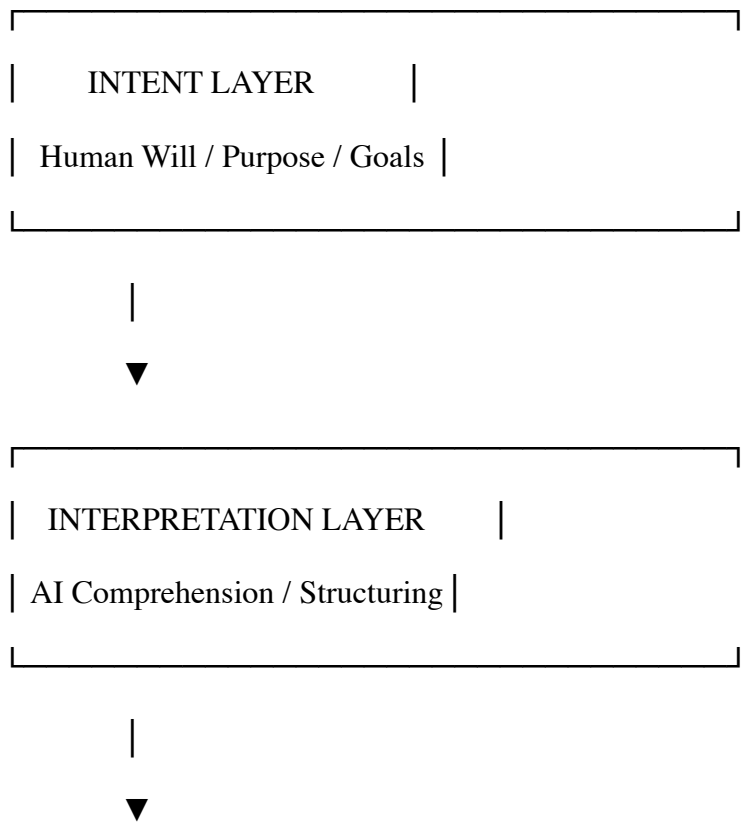 ┌────────────────────────────────┐
│ INTENT LAYER │
│ Human Will / Purpose / Goals │
└────────────────────────────────┘
│
▼
┌────────────────────────────────┐
│ INTERPRETATION LAYER │
│ AI Comprehension / Structuring │
└────────────────────────────────┘
│
▼